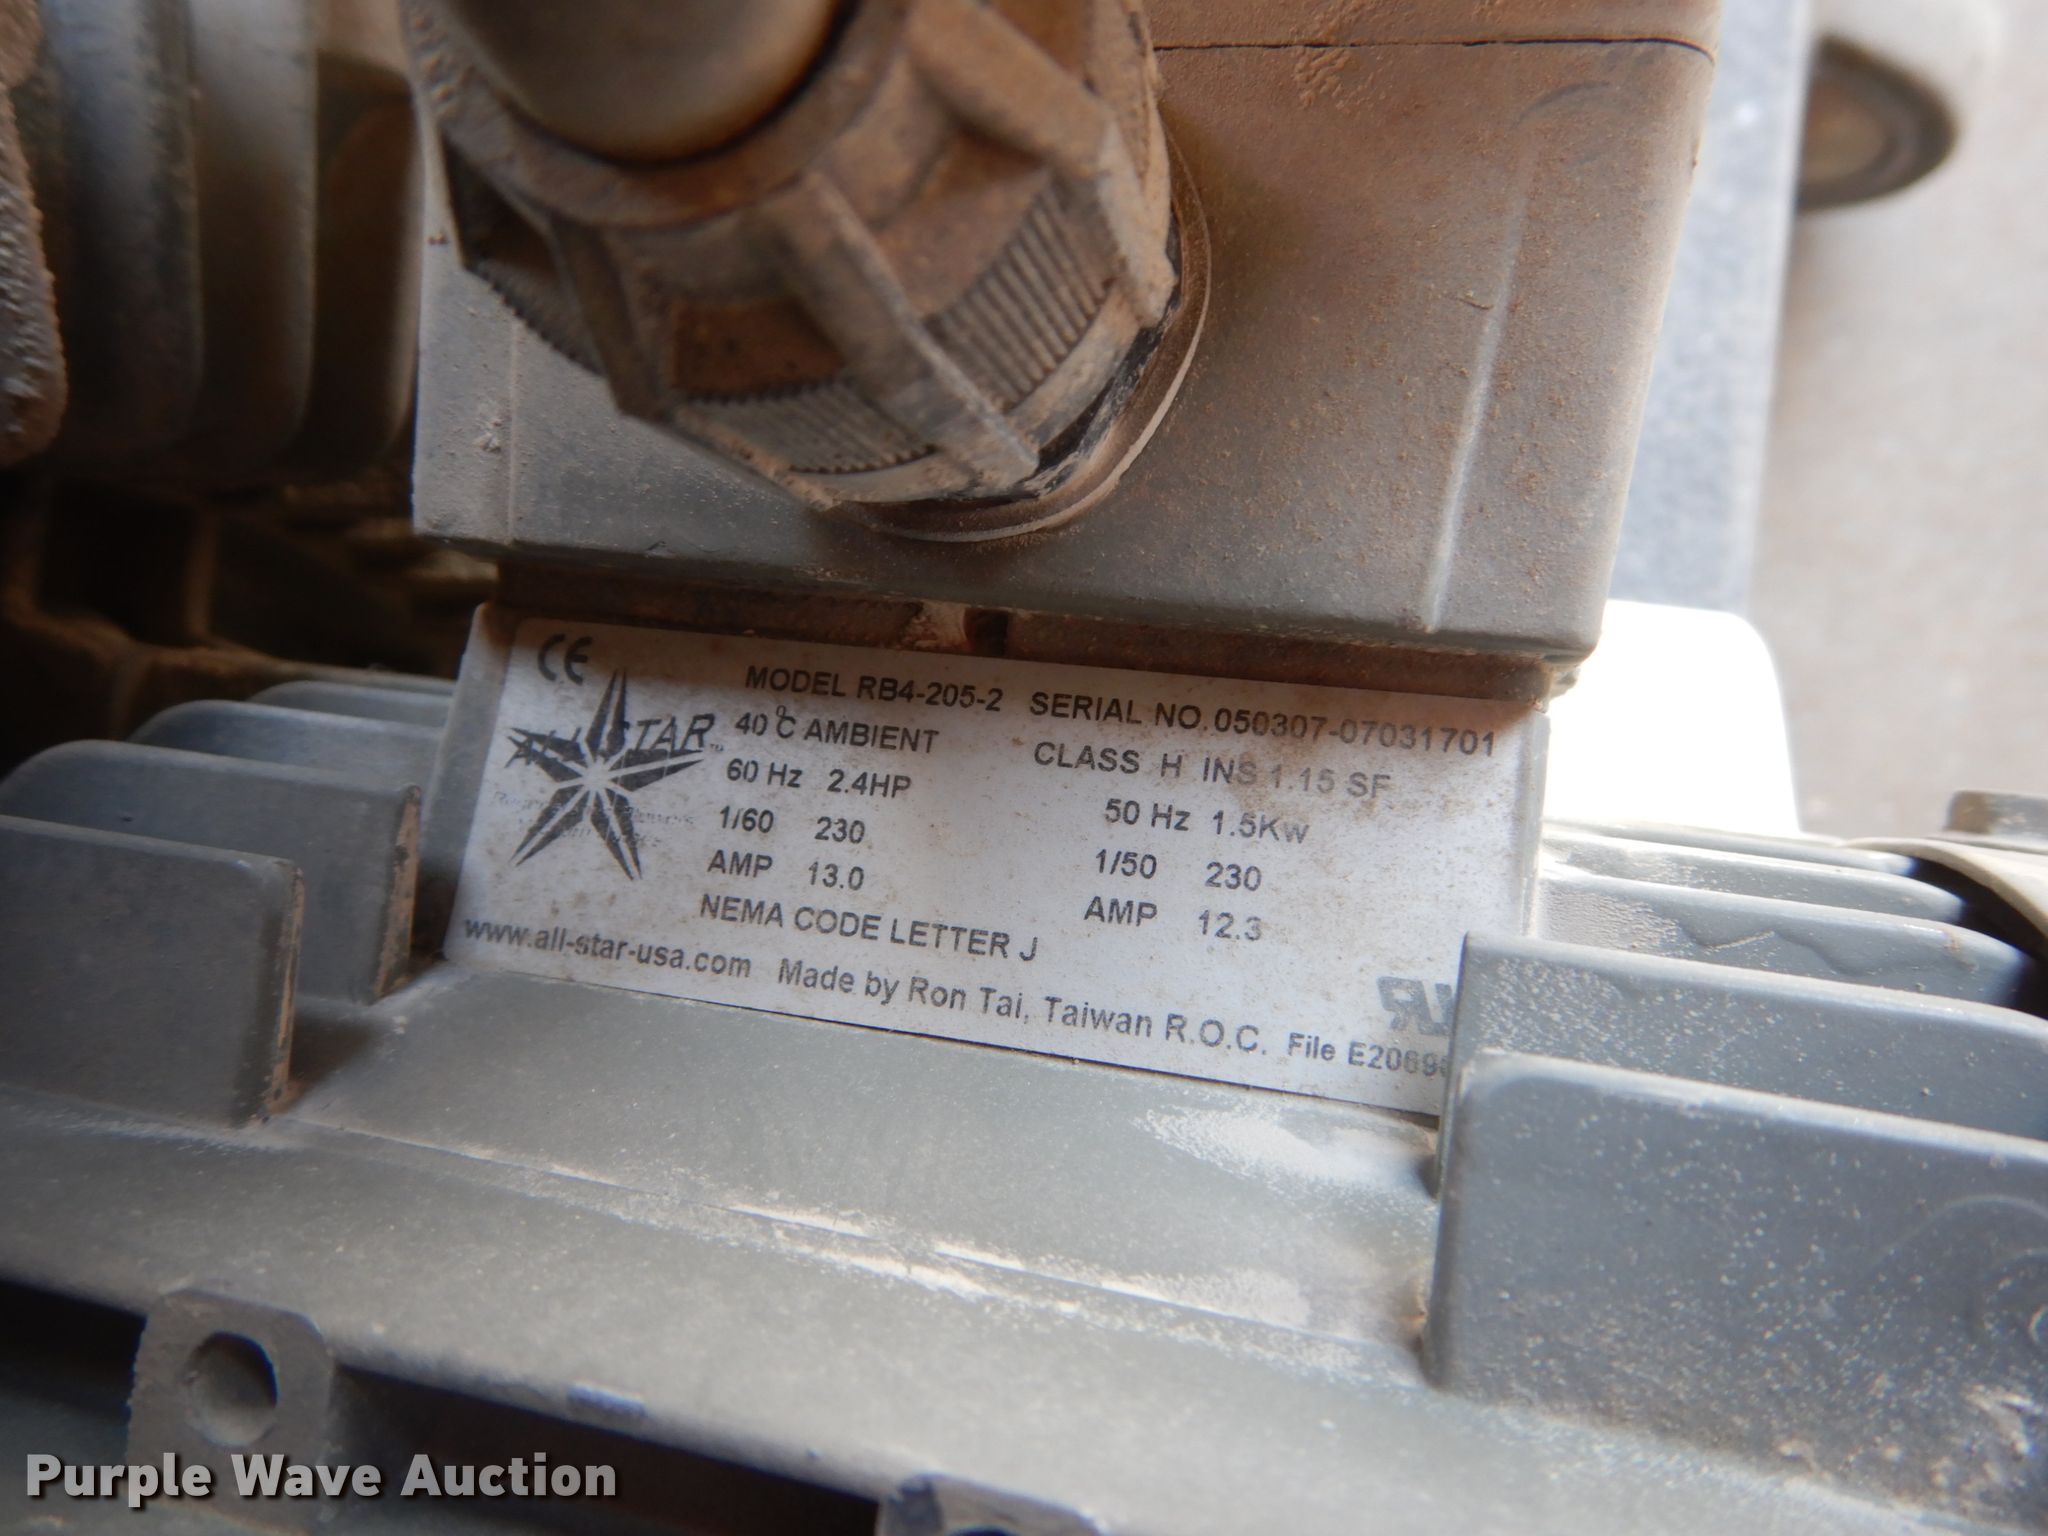 CE
ALL STAR™
MODEL RB4-205-2 SERIAL NO. 050307-07031701
40°C AMBIENT CLASS H INS 1.15 SF
60 Hz 2.4HP 50 Hz 1.5Kw
1/60 230 1/50 230
AMP 13.0 AMP 12.3
NEMA CODE LETTER J
www.all-star-usa.com Made by Ron Tai, Taiwan R.O.C. File
Purple Wave Auction